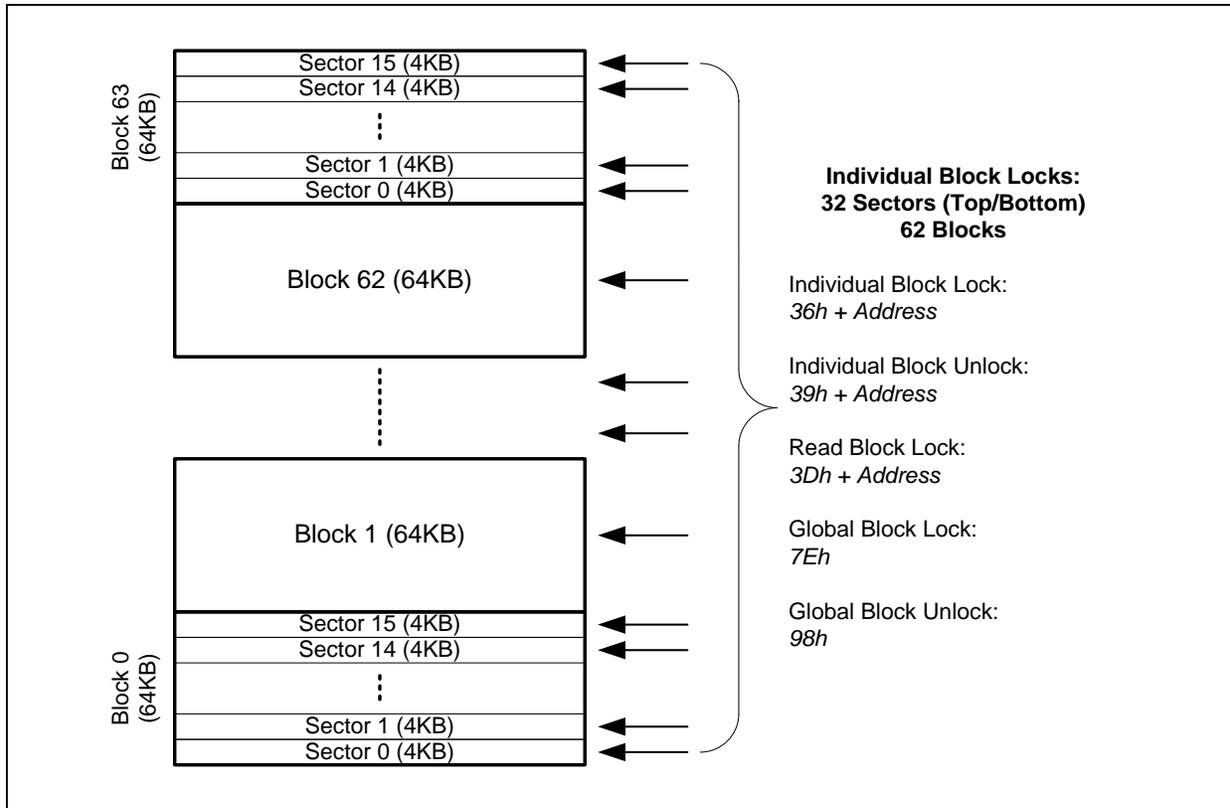 Block 63
(64KB)
Sector 15 (4KB)
Sector 14 (4KB)
Sector 1 (4KB)
Sector 0 (4KB)
Block 62 (64KB)
Block 1 (64KB)
Block 0
(64KB)
Sector 15 (4KB)
Sector 14 (4KB)
Sector 1 (4KB)
Sector 0 (4KB)
Individual Block Locks:
32 Sectors (Top/Bottom)
62 Blocks
Individual Block Lock:
36h + Address
Individual Block Unlock:
39h + Address
Read Block Lock:
3Dh + Address
Global Block Lock:
7Eh
Global Block Unlock:
98h